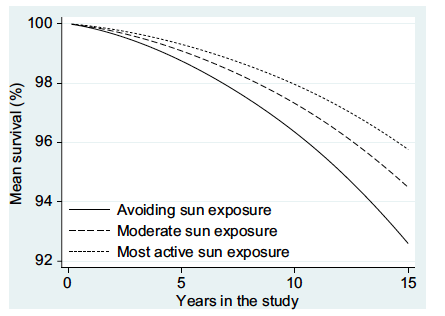 100
98
96
94
92
Mean survival (%)
Avoiding sun exposure
Moderate sun exposure
Most active sun exposure
0 5 10 15
Years in the study